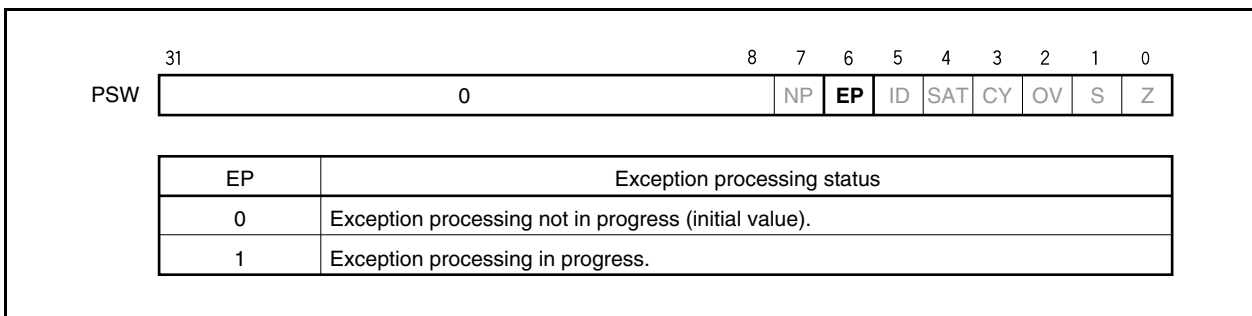 31 8 7 6 5 4 3 2 1 0
PSW 0 NP EP ID SAT CY OV S Z
EP Exception processing status
0 Exception processing not in progress (initial value).
1 Exception processing in progress.